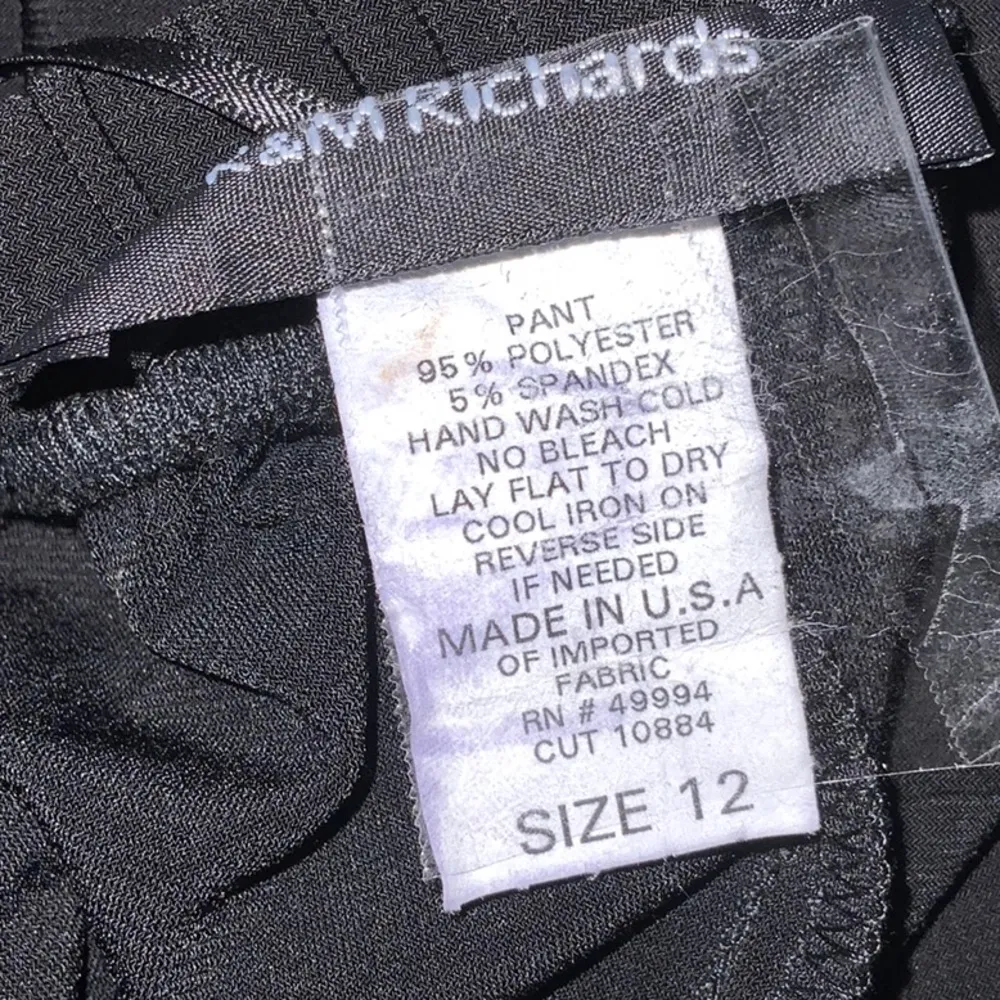 &M Richards
PANT
95% POLYESTER
5% SPANDEX
HAND WASH COLD
NO BLEACH
LAY FLAT TO DRY
COOL IRON ON
REVERSE SIDE
IF NEEDED
MADE IN U.S.A
OF IMPORTED
FABRIC
RN # 49994
CUT 10884
SIZE 12